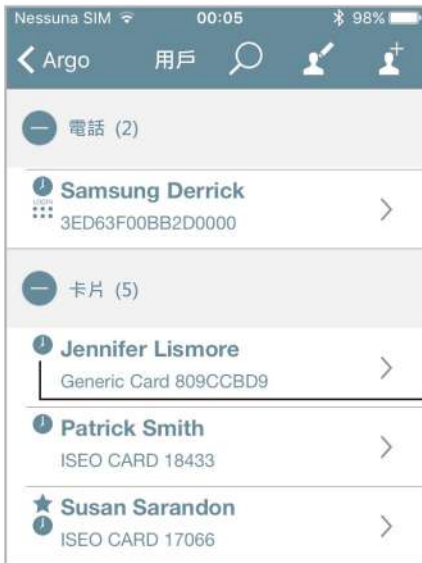 Nessuna SIM 00:05 98%
Argo 用戶
電話 (2)
Samsung Derrick
LOGIN
3ED63F00BB2D0000
卡片 (5)
Jennifer Lismore
Generic Card 809CCBD9
Patrick Smith
ISEO CARD 18433
Susan Sarandon
ISEO CARD 17066